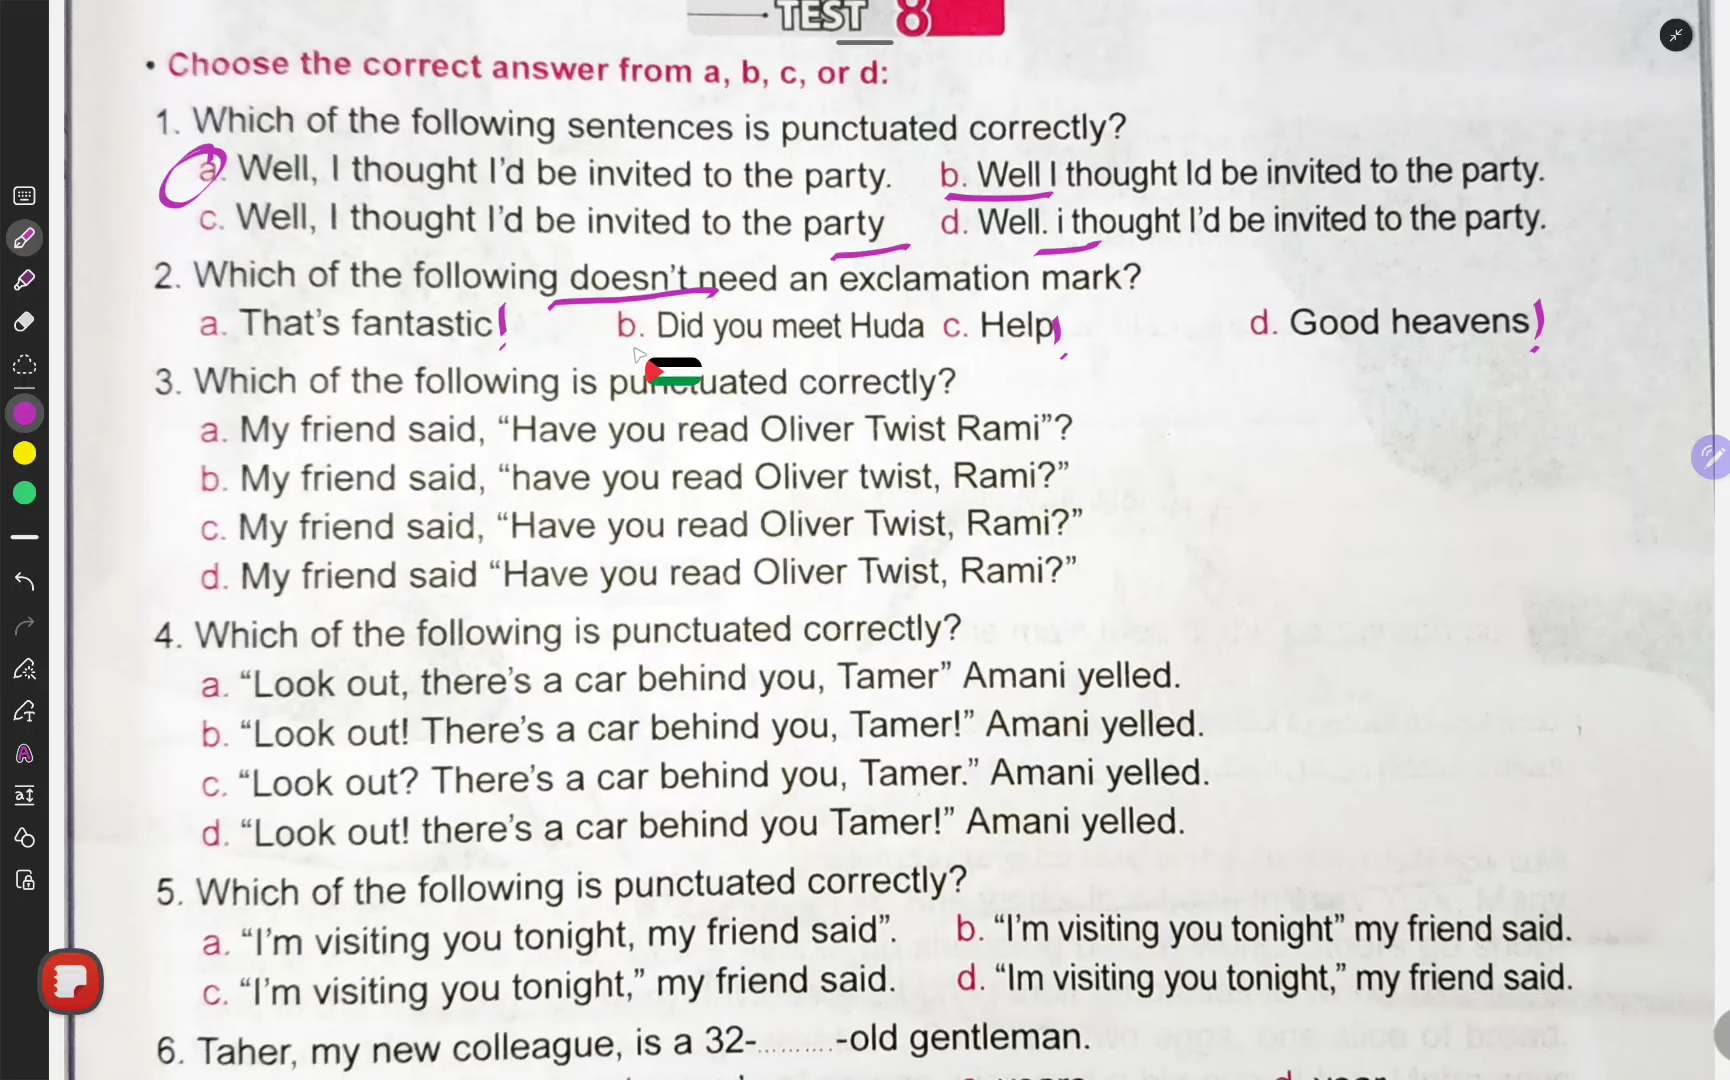 TEST 8
• Choose the correct answer from a, b, c, or d:
1. Which of the following sentences is punctuated correctly?
a. Well, I thought I'd be invited to the party. b. Well I thought Id be invited to the party.
c. Well, I thought I'd be invited to the party d. Well. i thought I'd be invited to the party.
2. Which of the following doesn't need an exclamation mark?
a. That's fantastic! b. Did you meet Huda c. Help! d. Good heavens!
3. Which of the following is punctuated correctly?
a. My friend said, “Have you read Oliver Twist Rami”?
b. My friend said, “have you read Oliver twist, Rami?”
c. My friend said, “Have you read Oliver Twist, Rami?”
d. My friend said “Have you read Oliver Twist, Rami?”
4. Which of the following is punctuated correctly?
a. “Look out, there's a car behind you, Tamer” Amani yelled.
b. “Look out! There's a car behind you, Tamer!” Amani yelled.
c. “Look out? There's a car behind you, Tamer.” Amani yelled.
d. “Look out! there's a car behind you Tamer!” Amani yelled.
5. Which of the following is punctuated correctly?
a. “I'm visiting you tonight, my friend said”. b. “I'm visiting you tonight” my friend said.
c. “I'm visiting you tonight,” my friend said. d. “Im visiting you tonight,” my friend said.
6. Taher, my new colleague, is a 32-..........-old gentleman.